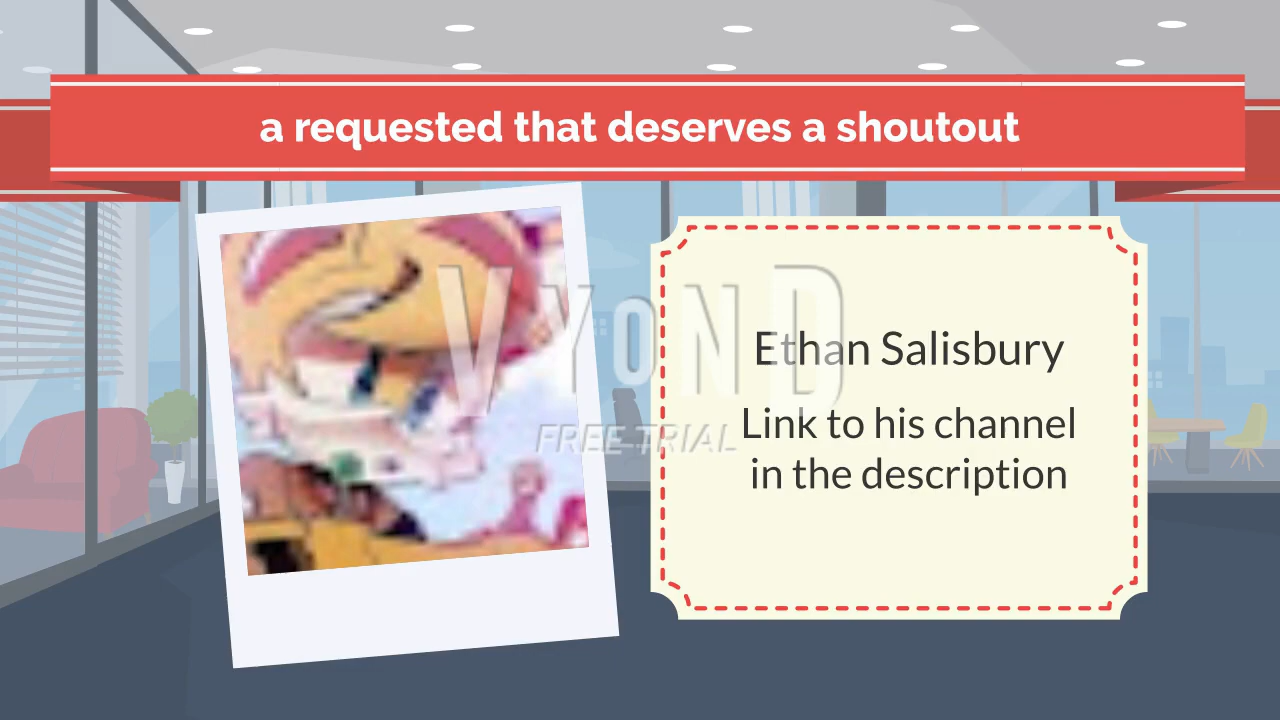 a requested that deserves a shoutout
VYOND
FREE TRIAL
Ethan Salisbury
Link to his channel
in the description